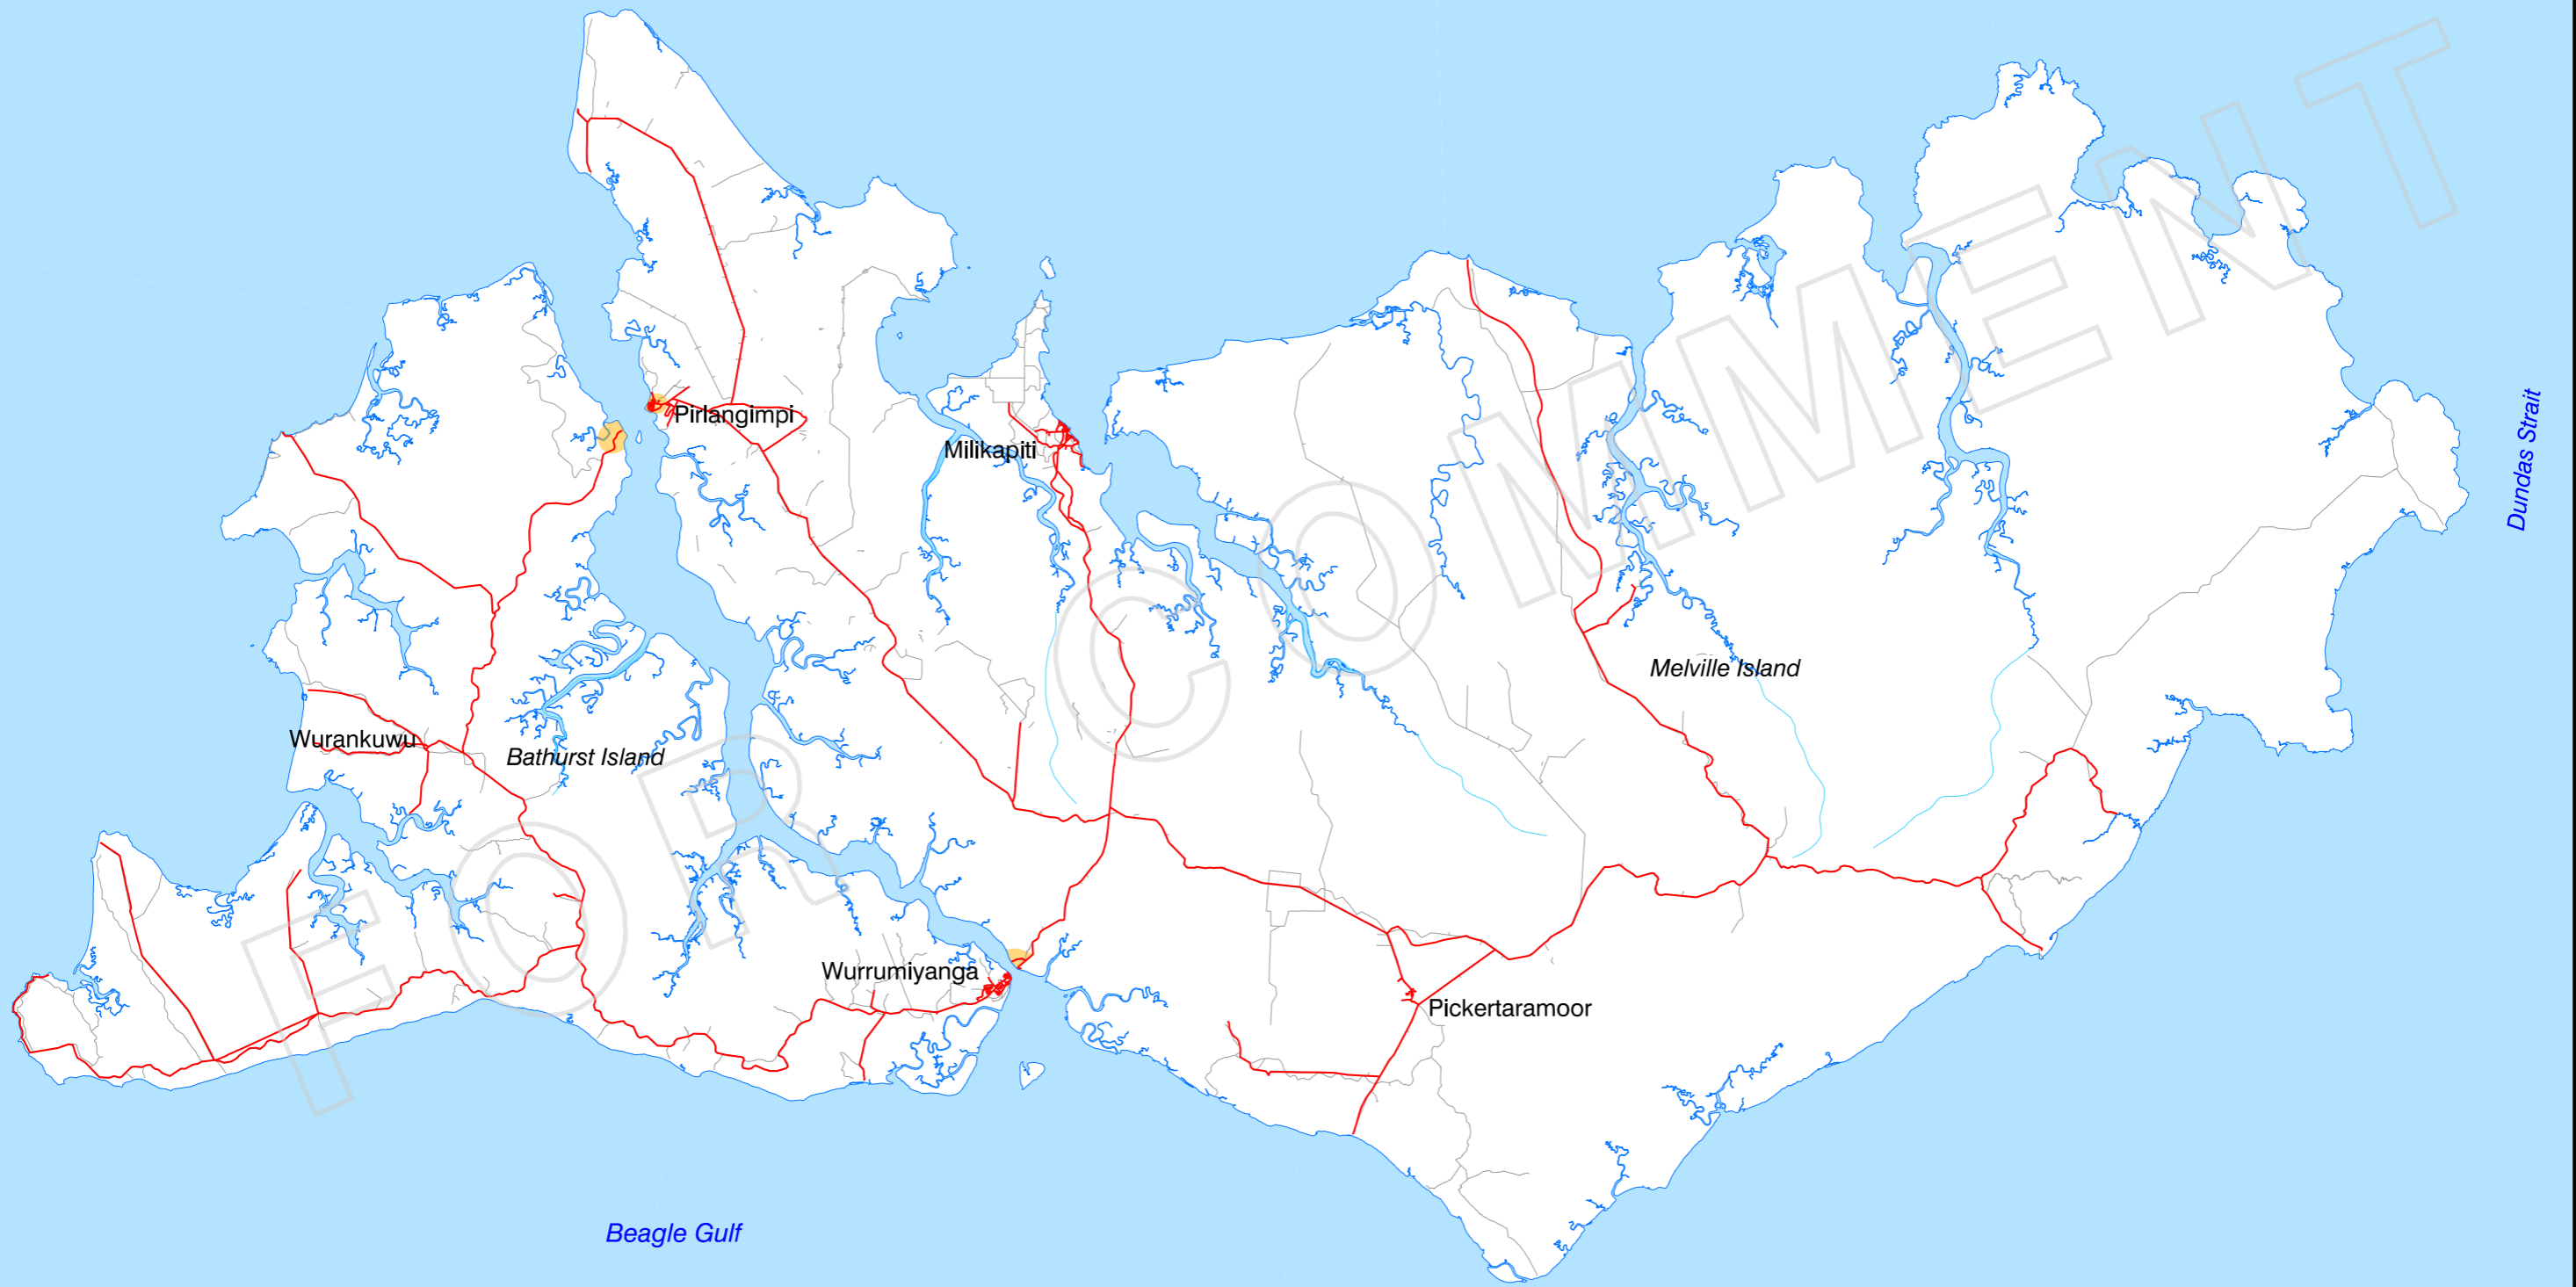 Pirlangimpi
Milikapiti
Dundas Strait
Melville Island
Wurankuwu
Bathurst Island
Wurrumiyanga
Pickertaramoor
Beagle Gulf
FOR COMMENT